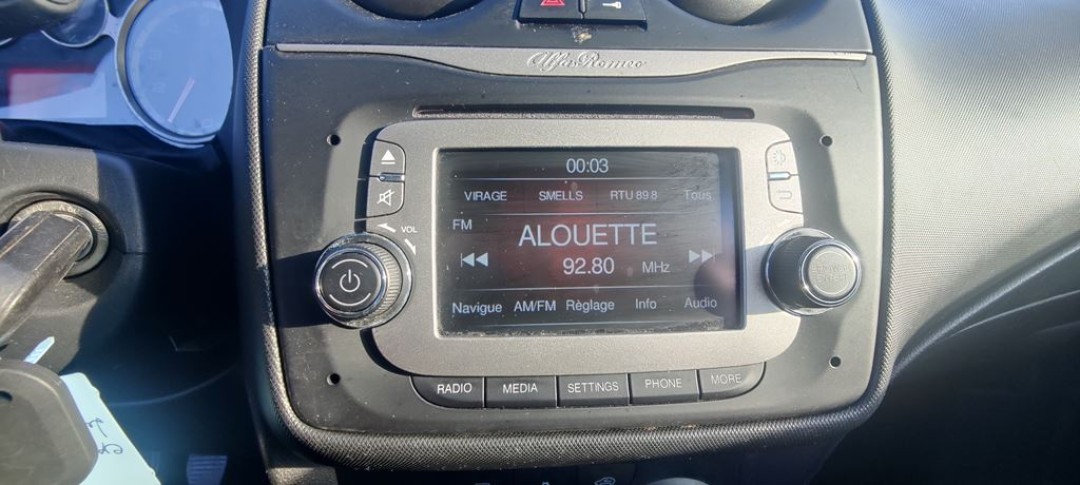 Alfa Romeo
00:03
VIRAGE SMELLS RTU 89.8 Tous
FM
VOL
ALOUETTE
92.80 MHz
Navigue AM/FM Règlage Info Audio
RADIO MEDIA SETTINGS PHONE MORE